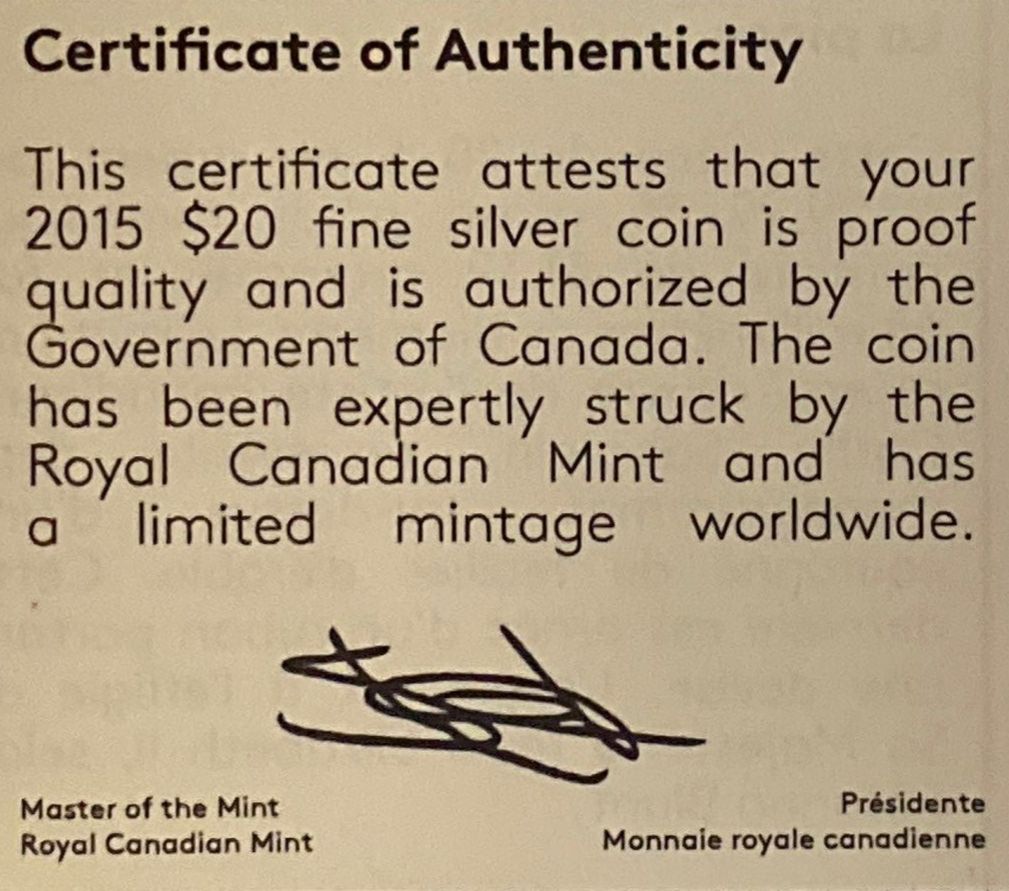 Certificate of Authenticity
This certificate attests that your
2015 $20 fine silver coin is proof
quality and is authorized by the
Government of Canada. The coin
has been expertly struck by the
Royal Canadian Mint and has
a limited mintage worldwide.
Master of the Mint
Royal Canadian Mint
Présidente
Monnaie royale canadienne